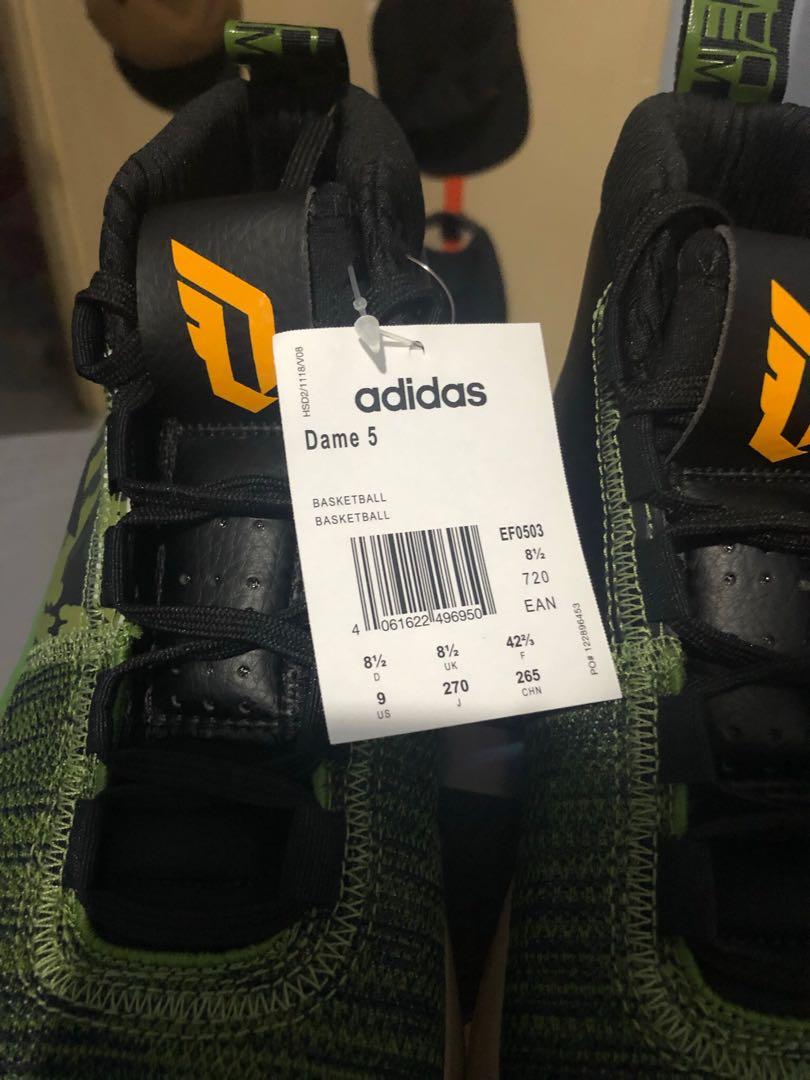 HSD2/1118/V08
adidas
Dame 5
BASKETBALL
BASKETBALL
EF0503
8½
720
EAN
4 061622 496950
8½ 8½ 42⅔
D UK F
9 270 265
US J CHN
PO# 122896453